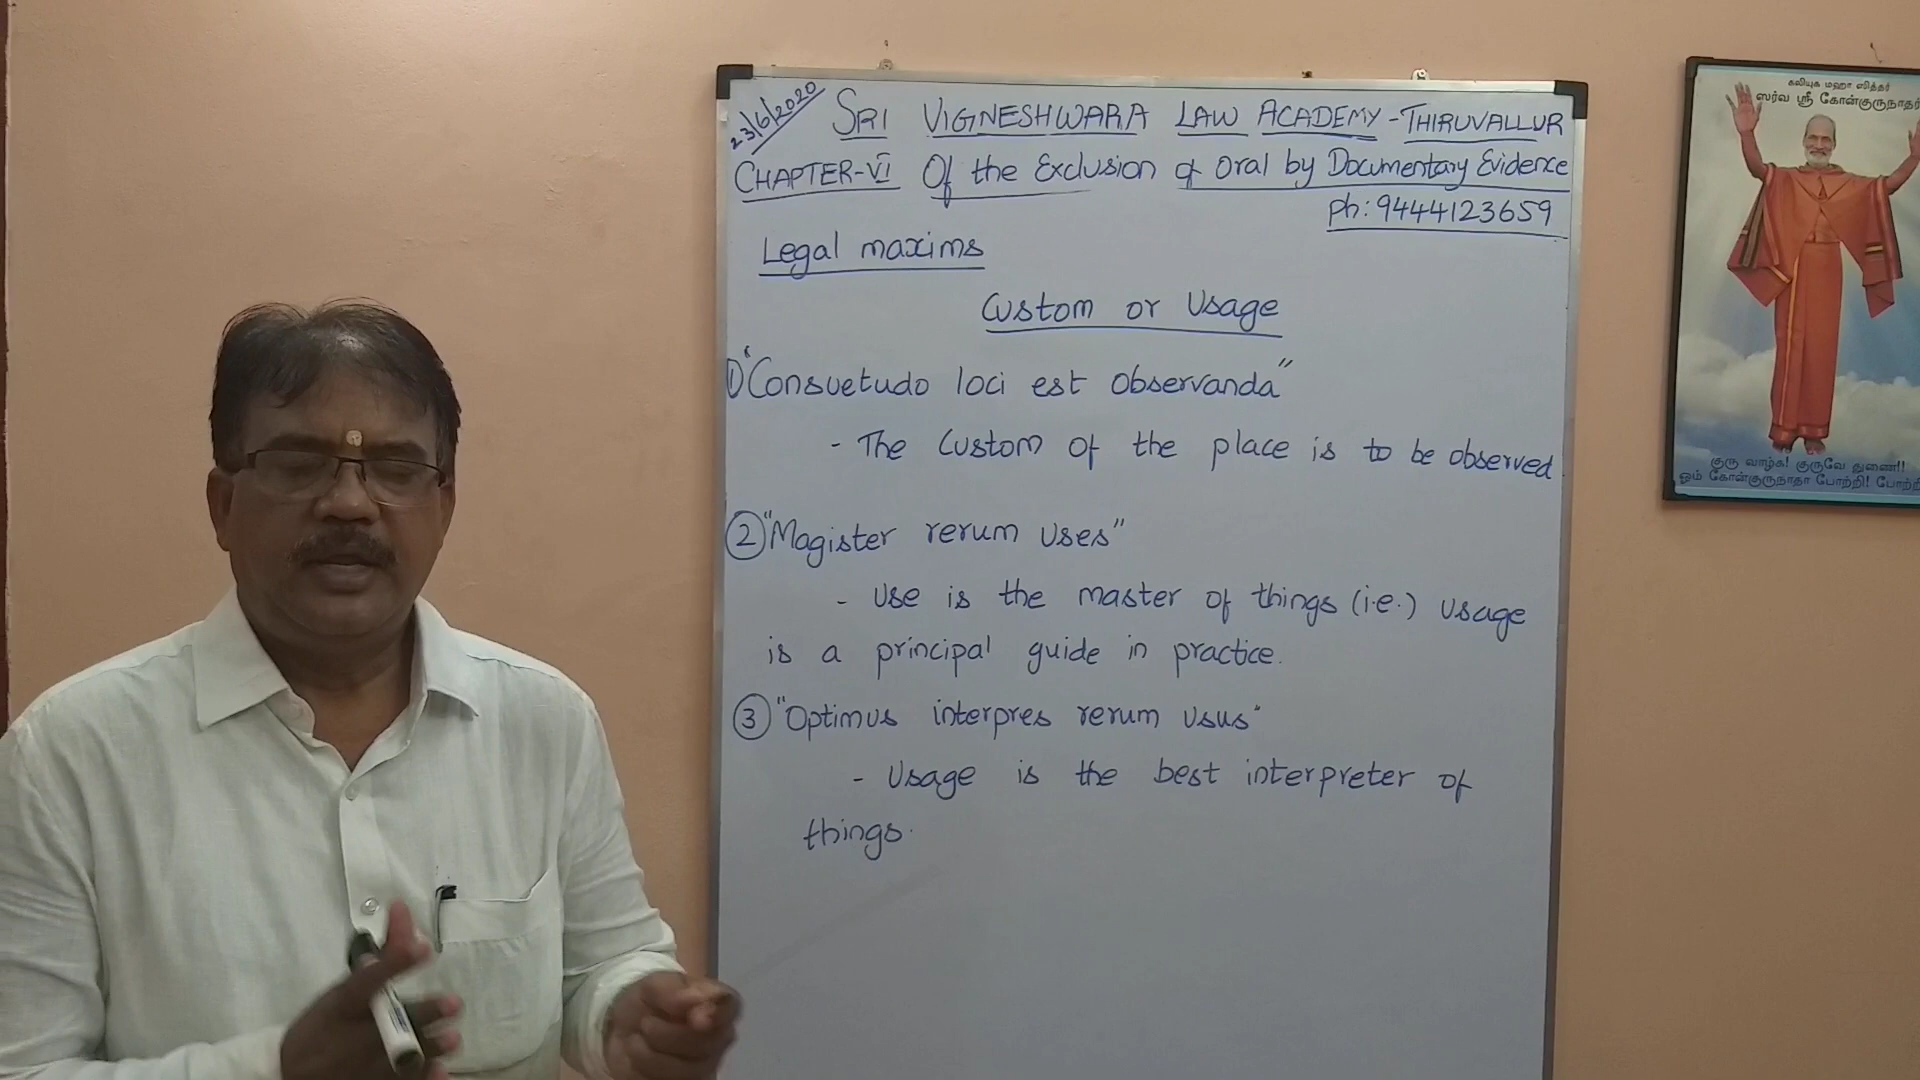 23/6/2020
SRI VIGNESHWARA LAW ACADEMY - THIRUVALLUR
CHAPTER-VI Of the Exclusion of Oral by Documentary Evidence
Ph: 9444123659
Legal maxims
Custom or Usage
1) "Consuetudo loci est observanda"
- The Custom of the place is to be observed.
2 "Magister rerum uses"
- Use is the master of things (i.e.) usage
is a principal guide in practice.
3 "Optimus interpres rerum usus"
- Usage is the best interpreter of
things.
கலியுக மஹா ஸித்தர்
ஸர்வ ஸ்ரீ கோன்குருநாதர்
குரு வாழ்க! குருவே துணை!!
ஓம் கோன்குருநாதா போற்றி! போற்றி